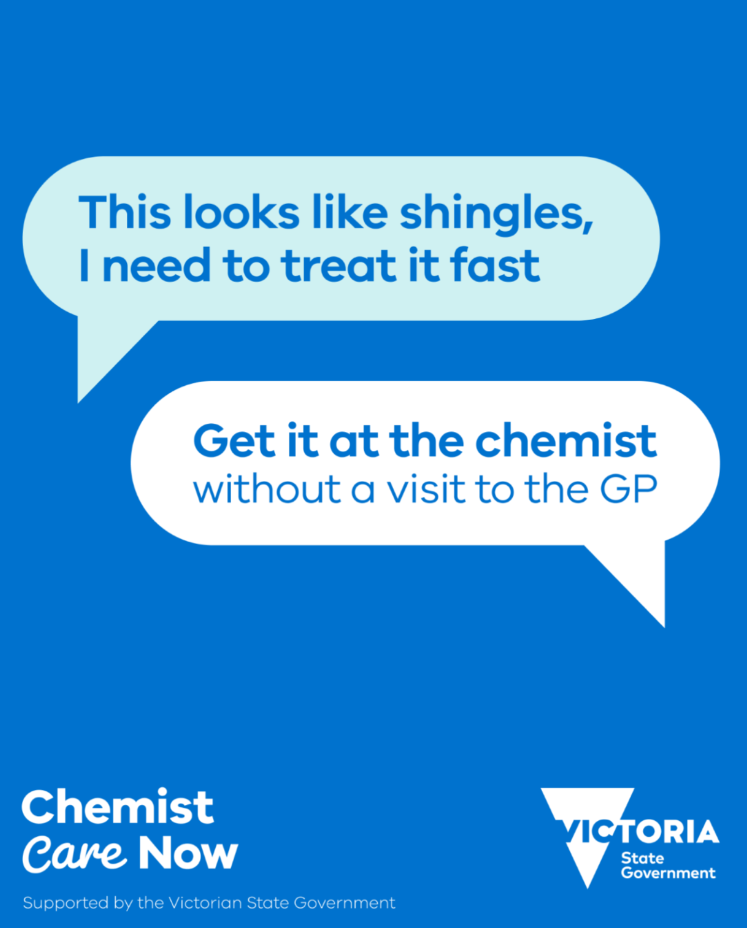 This looks like shingles,
I need to treat it fast
Get it at the chemist
without a visit to the GP
Chemist
Care Now
Supported by the Victorian State Government
VICTORIA
State
Government